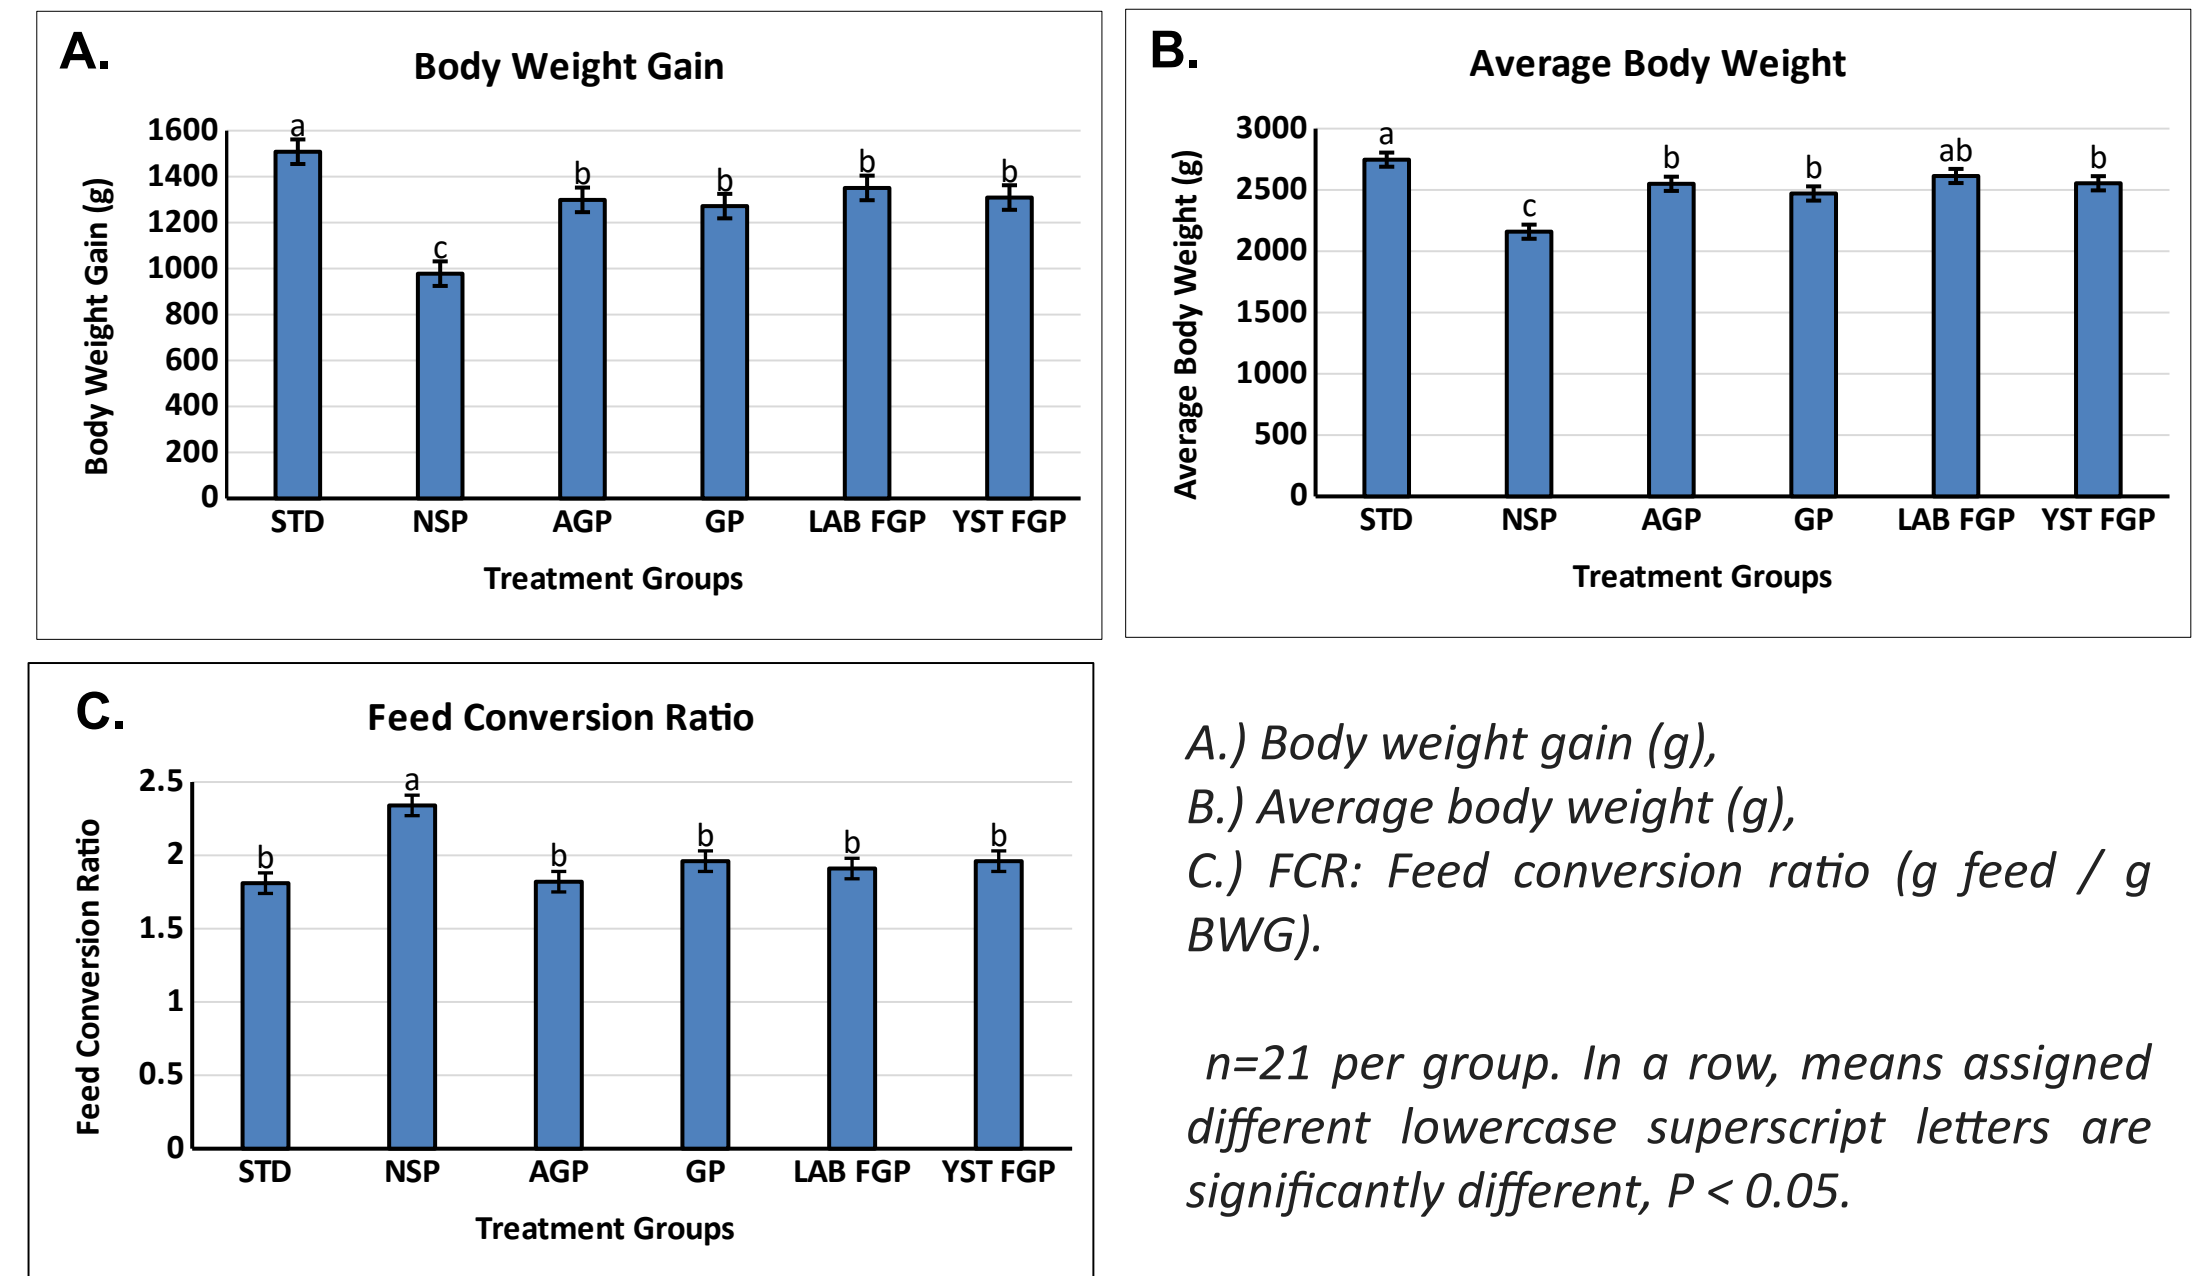 A.
Body Weight Gain
Body Weight Gain (g)
1600
1400
1200
1000
800
600
400
200
0
a
c
b
b
b
b
STD NSP AGP GP LAB FGP YST FGP
Treatment Groups
B.
Average Body Weight
Average Body Weight (g)
3000
2500
2000
1500
1000
500
0
a
c
b
b
ab
b
STD NSP AGP GP LAB FGP YST FGP
Treatment Groups
C.
Feed Conversion Ratio
Feed Conversion Ratio
2.5
2
1.5
1
0.5
0
b
a
b
b
b
b
STD NSP AGP GP LAB FGP YST FGP
Treatment Groups
A.) Body weight gain (g),
B.) Average body weight (g),
C.) FCR: Feed conversion ratio (g feed / g
BWG).
n=21 per group. In a row, means assigned
different lowercase superscript letters are
significantly different, P < 0.05.